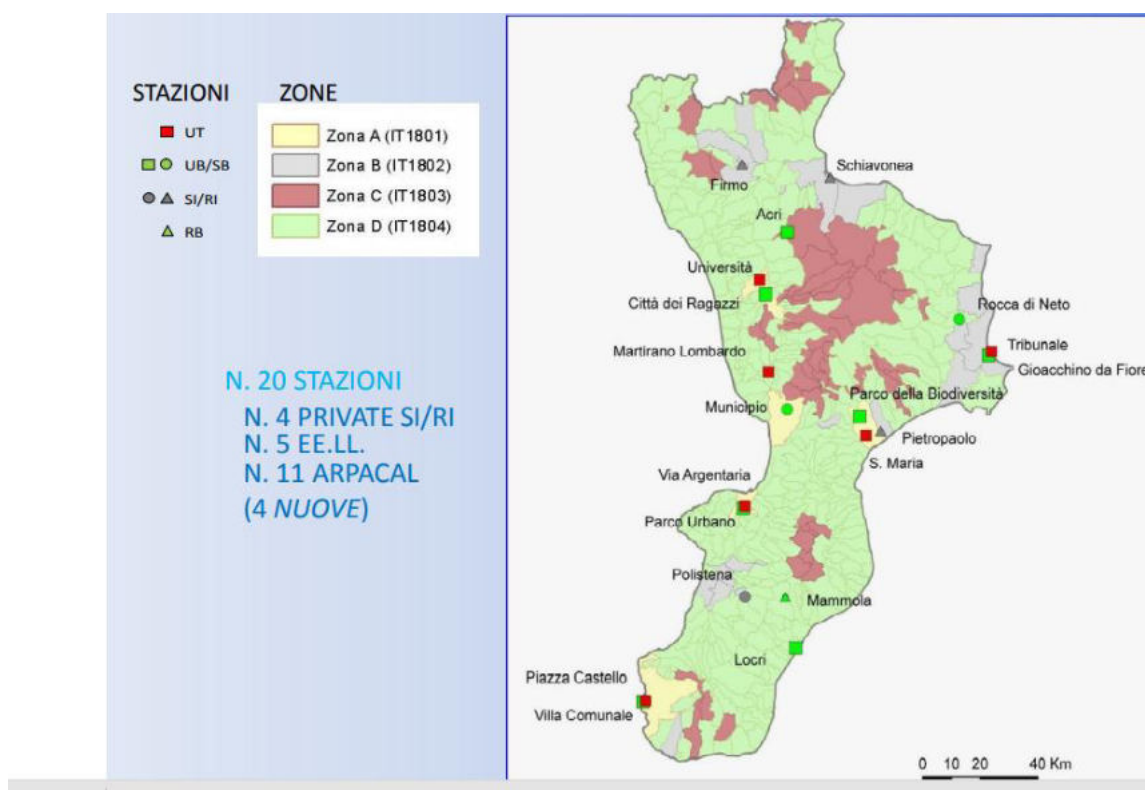 STAZIONI
UT
UB/SB
SI/RI
RB
ZONE
Zona A (IT1801)
Zona B (IT1802)
Zona C (IT1803)
Zona D (IT1804)
N. 20 STAZIONI
N. 4 PRIVATE SI/RI
N. 5 EE.LL.
N. 11 ARPACAL
(4 NUOVE)
Firmo
Schiavonea
Acri
Università
Città dei Ragazzi
Rocca di Neto
Martirano Lombardo
Tribunale
Gioacchino da Fiore
Municipio
Parco della Biodiversità
Pietropaolo
S. Maria
Via Argentaria
Parco Urbano
Polistena
Mammola
Locri
Piazza Castello
Villa Comunale
0 10 20 40 Km